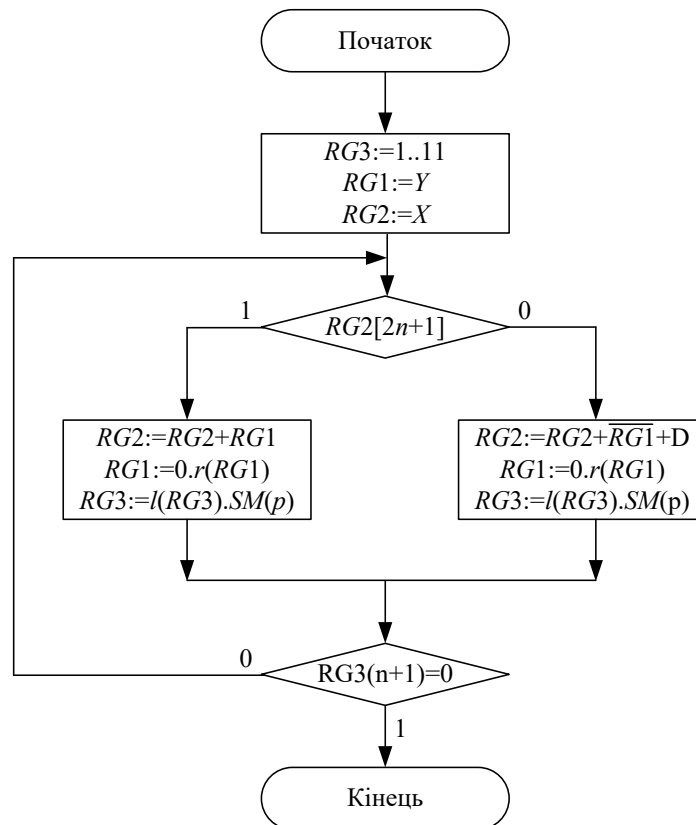 Початок
RG3:=1..11
RG1:=Y
RG2:=X
1
RG2[2n+1]
0
RG2:=RG2+RG1
RG1:=0.r(RG1)
RG3:=l(RG3).SM(p)
RG2:=RG2+R̅G̅1̅+D
RG1:=0.r(RG1)
RG3:=l(RG3).SM(p)
0
RG3(n+1)=0
1
Кінець